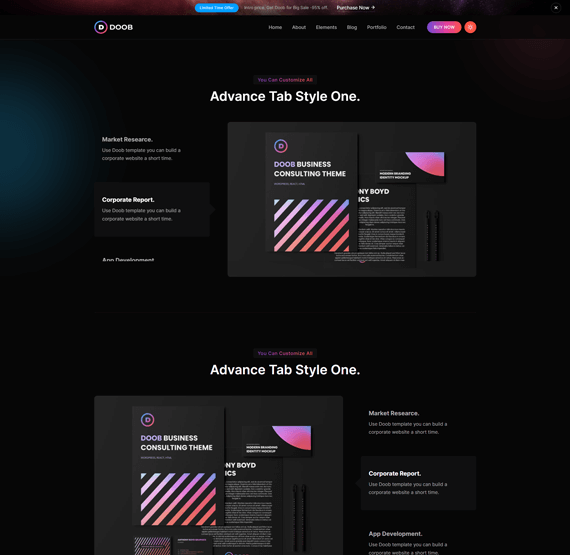 Limited Time Offer
Intro price. Get Doob for Big Sale -95% off.
Purchase Now
DOOB
Home
About
Elements
Blog
Portfolio
Contact
BUY NOW
You Can Customize All
Advance Tab Style One.
Market Researce.
Use Doob template you can build a
corporate website a short time.
Corporate Report.
Use Doob template you can build a
corporate website a short time.
App Development.
DOOB BUSINESS
CONSULTING THEME
MODERN BRANDING
IDENTITY MOCKUP
NY BOYD
ICS
You Can Customize All
Advance Tab Style One.
DOOB BUSINESS
CONSULTING THEME
MODERN BRANDING
IDENTITY MOCKUP
NY BOYD
ICS
Market Researce.
Use Doob template you can build a
corporate website a short time.
Corporate Report.
Use Doob template you can build a
corporate website a short time.
App Development.
Use Doob template you can build a
corporate website a short time.